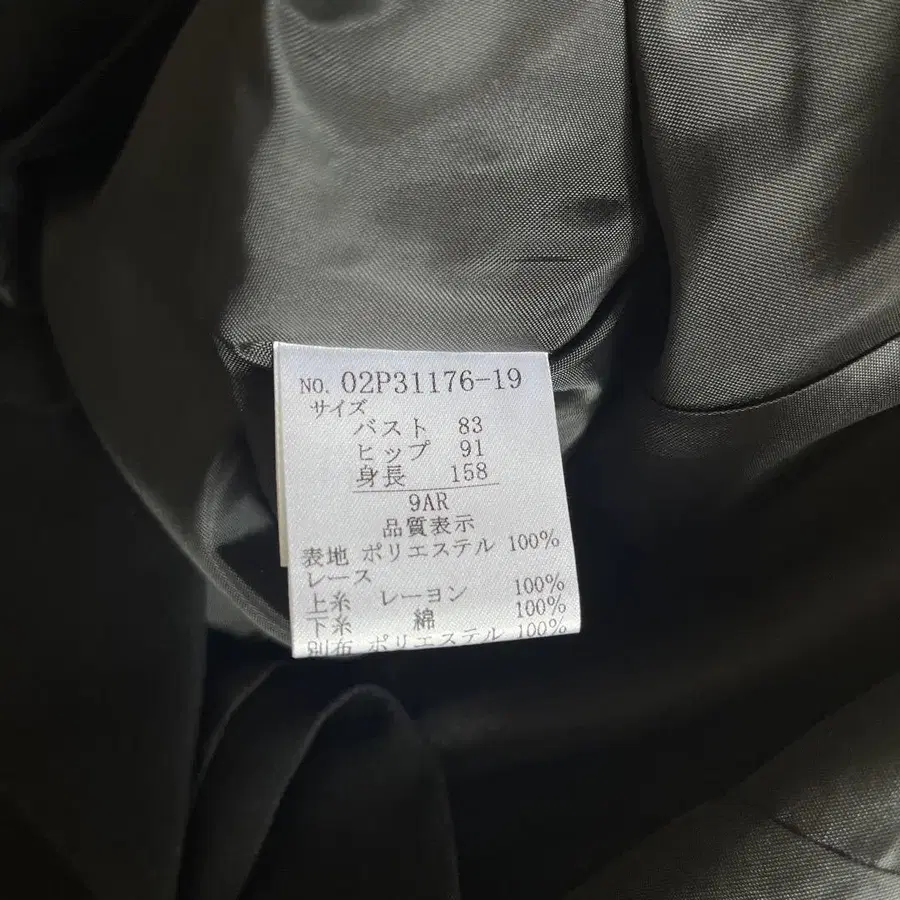 NO. 02P31176-19
サイズ
バスト 83
ヒップ 91
身長 158
9AR
品質表示
表地 ポリエステル 100%
レース
上糸 レーヨン 100%
下糸 綿 100%
別布 ポリエステル 100%